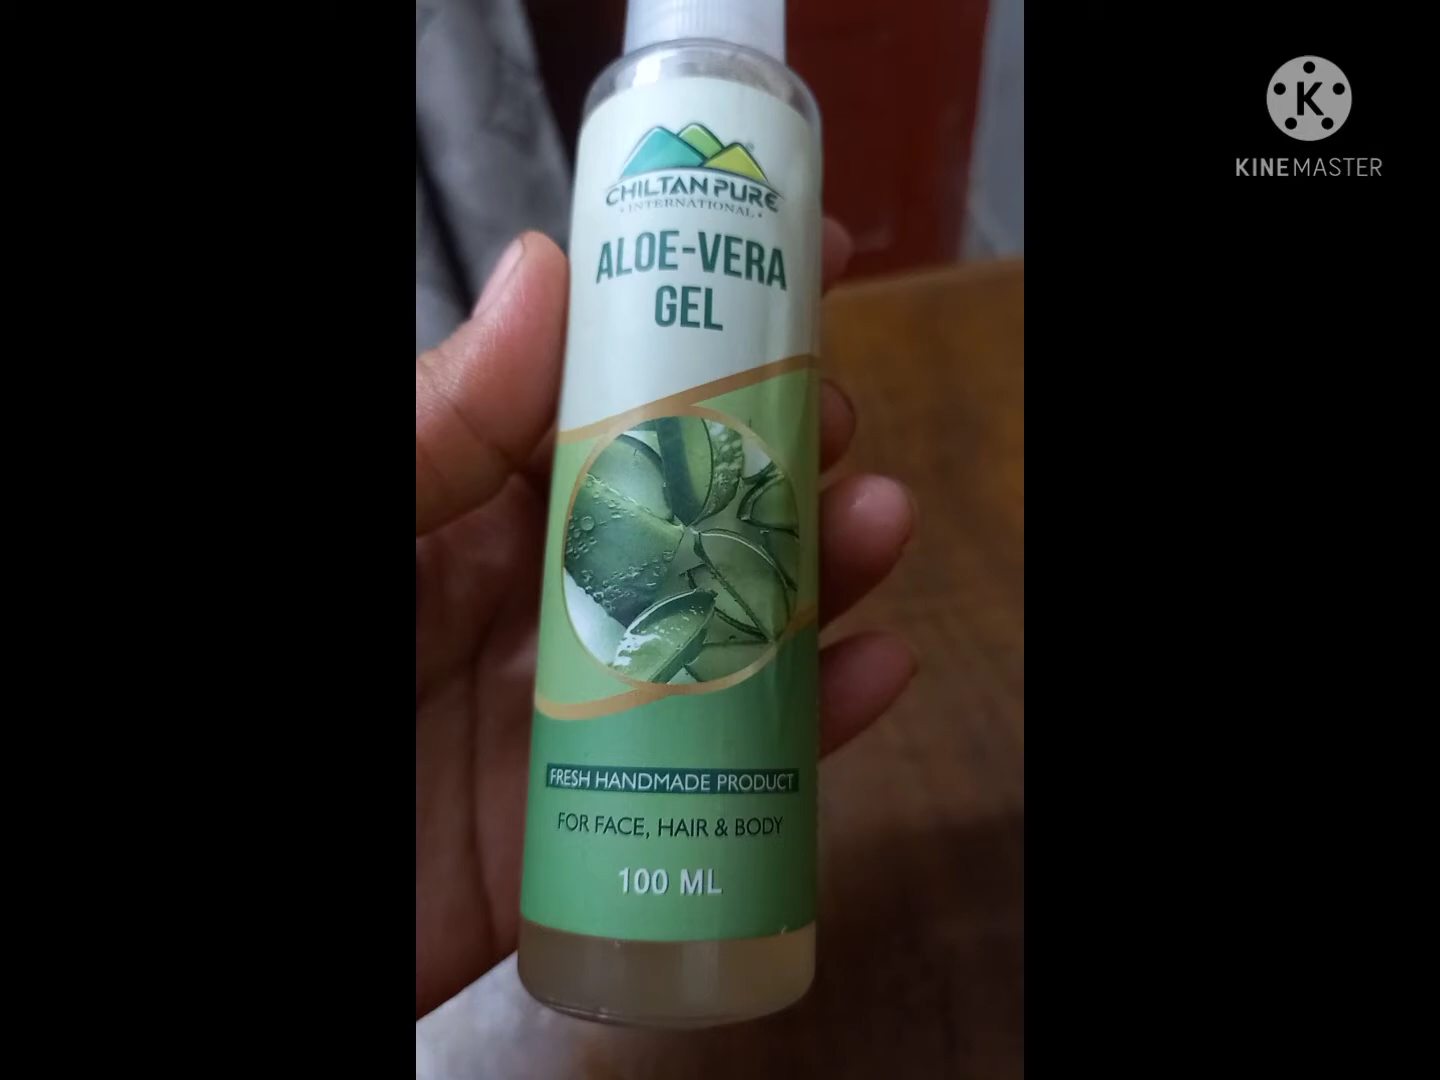 CHILTAN PURE
INTERNATIONAL
ALOE-VERA
GEL
FRESH HANDMADE PRODUCT
FOR FACE, HAIR & BODY
100 ML
K
KINEMASTER